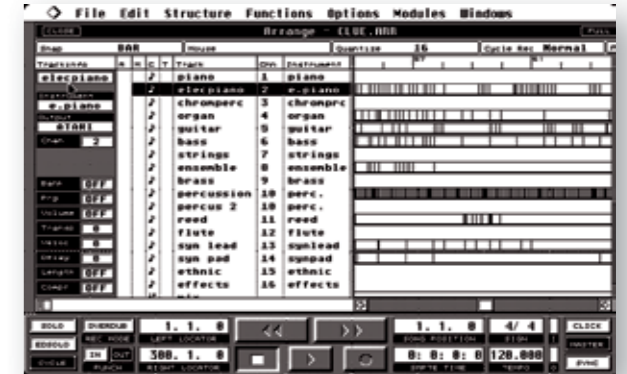 File Edit Structure Functions Options Modules Windows
CLOSE Arrange - CLUE.ARR FULL
Snap BAR Mouse Quantize 16 Cycle Rec Normal
Trackinfo A M C T Track Chn Instrument
elecpiano piano 1 piano
elecpiano 2 e.piano
Instrument
e.piano
chromperc 3 chromprc
Output
ATARI
organ 4 organ
guitar 5 guitar
Chan 2
bass 6 bass
strings 7 strings
ensemble 8 ensemble
brass 9 brass
Bank OFF
percussion 10 perc.
Prg OFF
percus 2 10 perc.
Volume OFF
reed 11 reed
Transp 0
flute 12 flute
Veloc 0
syn lead 13 synlead
Delay 0
syn pad 14 synpad
Length OFF
ethnic 15 ethnic
Compr OFF
effects 16 effects
SOLO OVERDUB 1. 1. 0 << >> 1. 1. 0 4/ 4 CLICK
REC MODE LEFT LOCATOR SONG POSITION SIGN MASTER
EDSOLO IN OUT 300. 1. 0 0: 0: 0: 0 120.000
CYCLE PUNCH RIGHT LOCATOR SMPTE TIME TEMPO SYNC